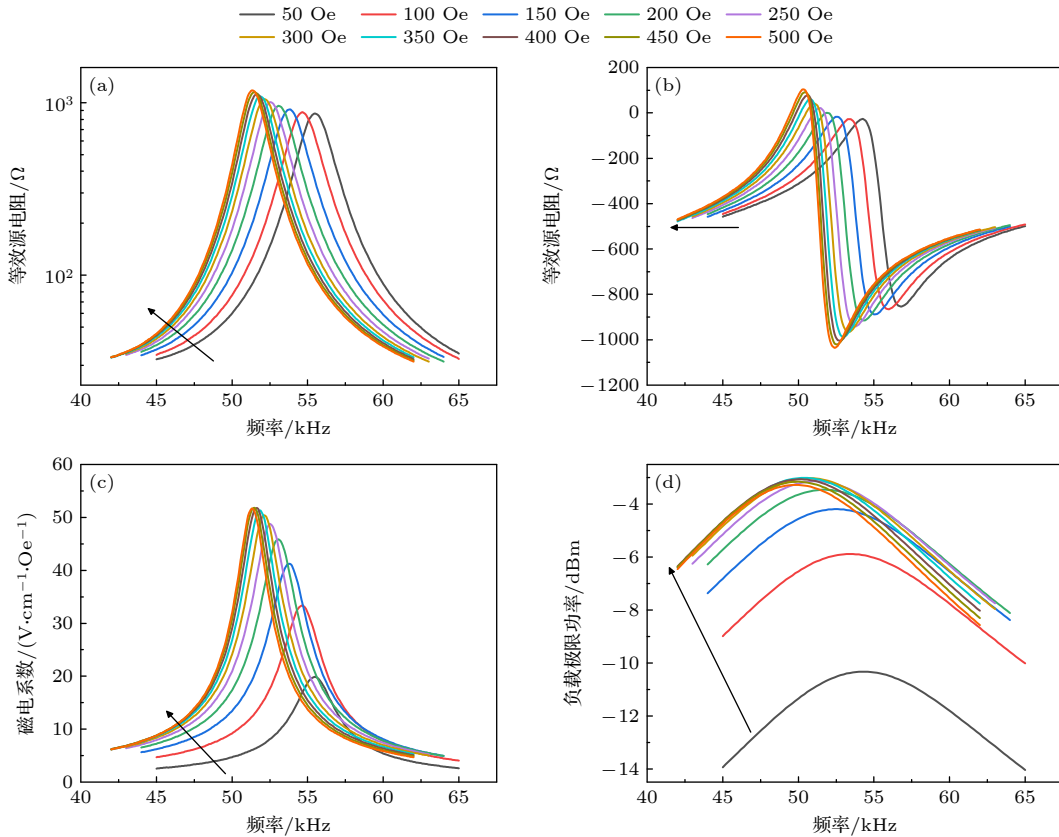 50 Oe 100 Oe 150 Oe 200 Oe 250 Oe
300 Oe 350 Oe 400 Oe 450 Oe 500 Oe
(a)
10³
10²
等效源电阻/Ω
40 45 50 55 60 65
频率/kHz
(b)
200
0
−200
−400
−600
−800
−1000
−1200
等效源电阻/Ω
40 45 50 55 60 65
频率/kHz
(c)
60
50
40
30
20
10
0
磁电系数/(V·cm⁻¹·Oe⁻¹)
40 45 50 55 60 65
频率/kHz
(d)
−4
−6
−8
−10
−12
−14
负载极限功率/dBm
40 45 50 55 60 65
频率/kHz